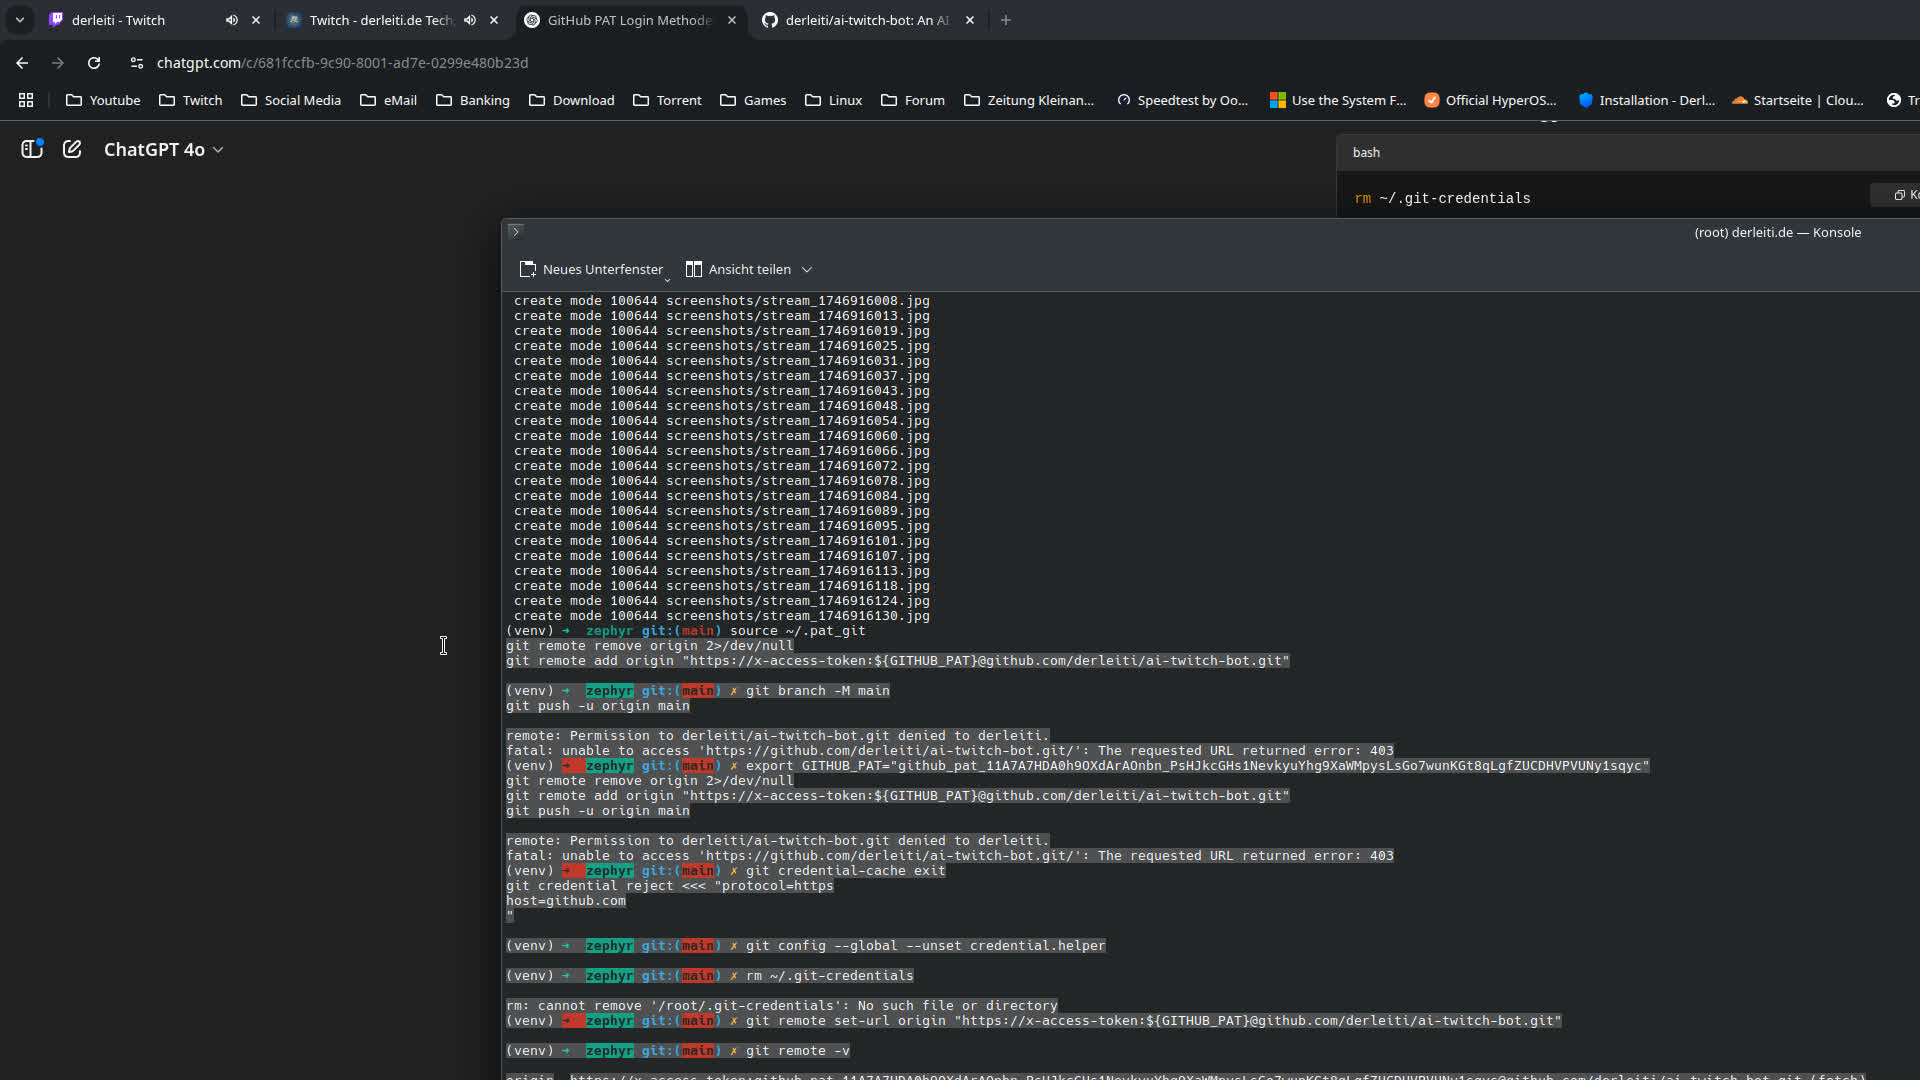 derleiti - Twitch
Twitch - derleiti.de Tech
GitHub PAT Login Methode
derleiti/ai-twitch-bot: An AI
chatgpt.com/c/681fccfb-9c90-8001-ad7e-0299e480b23d
Youtube
Twitch
Social Media
eMail
Banking
Download
Torrent
Games
Linux
Forum
Zeitung Kleinan...
Speedtest by Oo...
Use the System F...
Official HyperOS...
Installation - Derl...
Startseite | Clou...
Tr
ChatGPT 4o
bash
rm ~/.git-credentials
(root) derleiti.de — Konsole
Neues Unterfenster
Ansicht teilen
create mode 100644 screenshots/stream_1746916008.jpg
create mode 100644 screenshots/stream_1746916013.jpg
create mode 100644 screenshots/stream_1746916019.jpg
create mode 100644 screenshots/stream_1746916025.jpg
create mode 100644 screenshots/stream_1746916031.jpg
create mode 100644 screenshots/stream_1746916037.jpg
create mode 100644 screenshots/stream_1746916043.jpg
create mode 100644 screenshots/stream_1746916048.jpg
create mode 100644 screenshots/stream_1746916054.jpg
create mode 100644 screenshots/stream_1746916060.jpg
create mode 100644 screenshots/stream_1746916066.jpg
create mode 100644 screenshots/stream_1746916072.jpg
create mode 100644 screenshots/stream_1746916078.jpg
create mode 100644 screenshots/stream_1746916084.jpg
create mode 100644 screenshots/stream_1746916089.jpg
create mode 100644 screenshots/stream_1746916095.jpg
create mode 100644 screenshots/stream_1746916101.jpg
create mode 100644 screenshots/stream_1746916107.jpg
create mode 100644 screenshots/stream_1746916113.jpg
create mode 100644 screenshots/stream_1746916118.jpg
create mode 100644 screenshots/stream_1746916124.jpg
create mode 100644 screenshots/stream_1746916130.jpg
(venv) ➜ zephyr git:(main) source ~/.pat_git
git remote remove origin 2>/dev/null
git remote add origin "https://x-access-token:${GITHUB_PAT}@github.com/derleiti/ai-twitch-bot.git"
(venv) ➜ zephyr git:(main) ✗ git branch -M main
git push -u origin main
remote: Permission to derleiti/ai-twitch-bot.git denied to derleiti.
fatal: unable to access 'https://github.com/derleiti/ai-twitch-bot.git/': The requested URL returned error: 403
(venv) ➜ zephyr git:(main) ✗ export GITHUB_PAT="[access token redacted]"
git remote remove origin 2>/dev/null
git remote add origin "https://x-access-token:${GITHUB_PAT}@github.com/derleiti/ai-twitch-bot.git"
git push -u origin main
remote: Permission to derleiti/ai-twitch-bot.git denied to derleiti.
fatal: unable to access 'https://github.com/derleiti/ai-twitch-bot.git/': The requested URL returned error: 403
(venv) ➜ zephyr git:(main) ✗ git credential-cache exit
git credential reject <<< "protocol=https
host=github.com
"
(venv) ➜ zephyr git:(main) ✗ git config --global --unset credential.helper
(venv) ➜ zephyr git:(main) ✗ rm ~/.git-credentials
rm: cannot remove '/root/.git-credentials': No such file or directory
(venv) ➜ zephyr git:(main) ✗ git remote set-url origin "https://x-access-token:${GITHUB_PAT}@github.com/derleiti/ai-twitch-bot.git"
(venv) ➜ zephyr git:(main) ✗ git remote -v
origin https://x-access-token:[access token redacted]@github.com/derleiti/ai-twitch-bot.git (fetch)